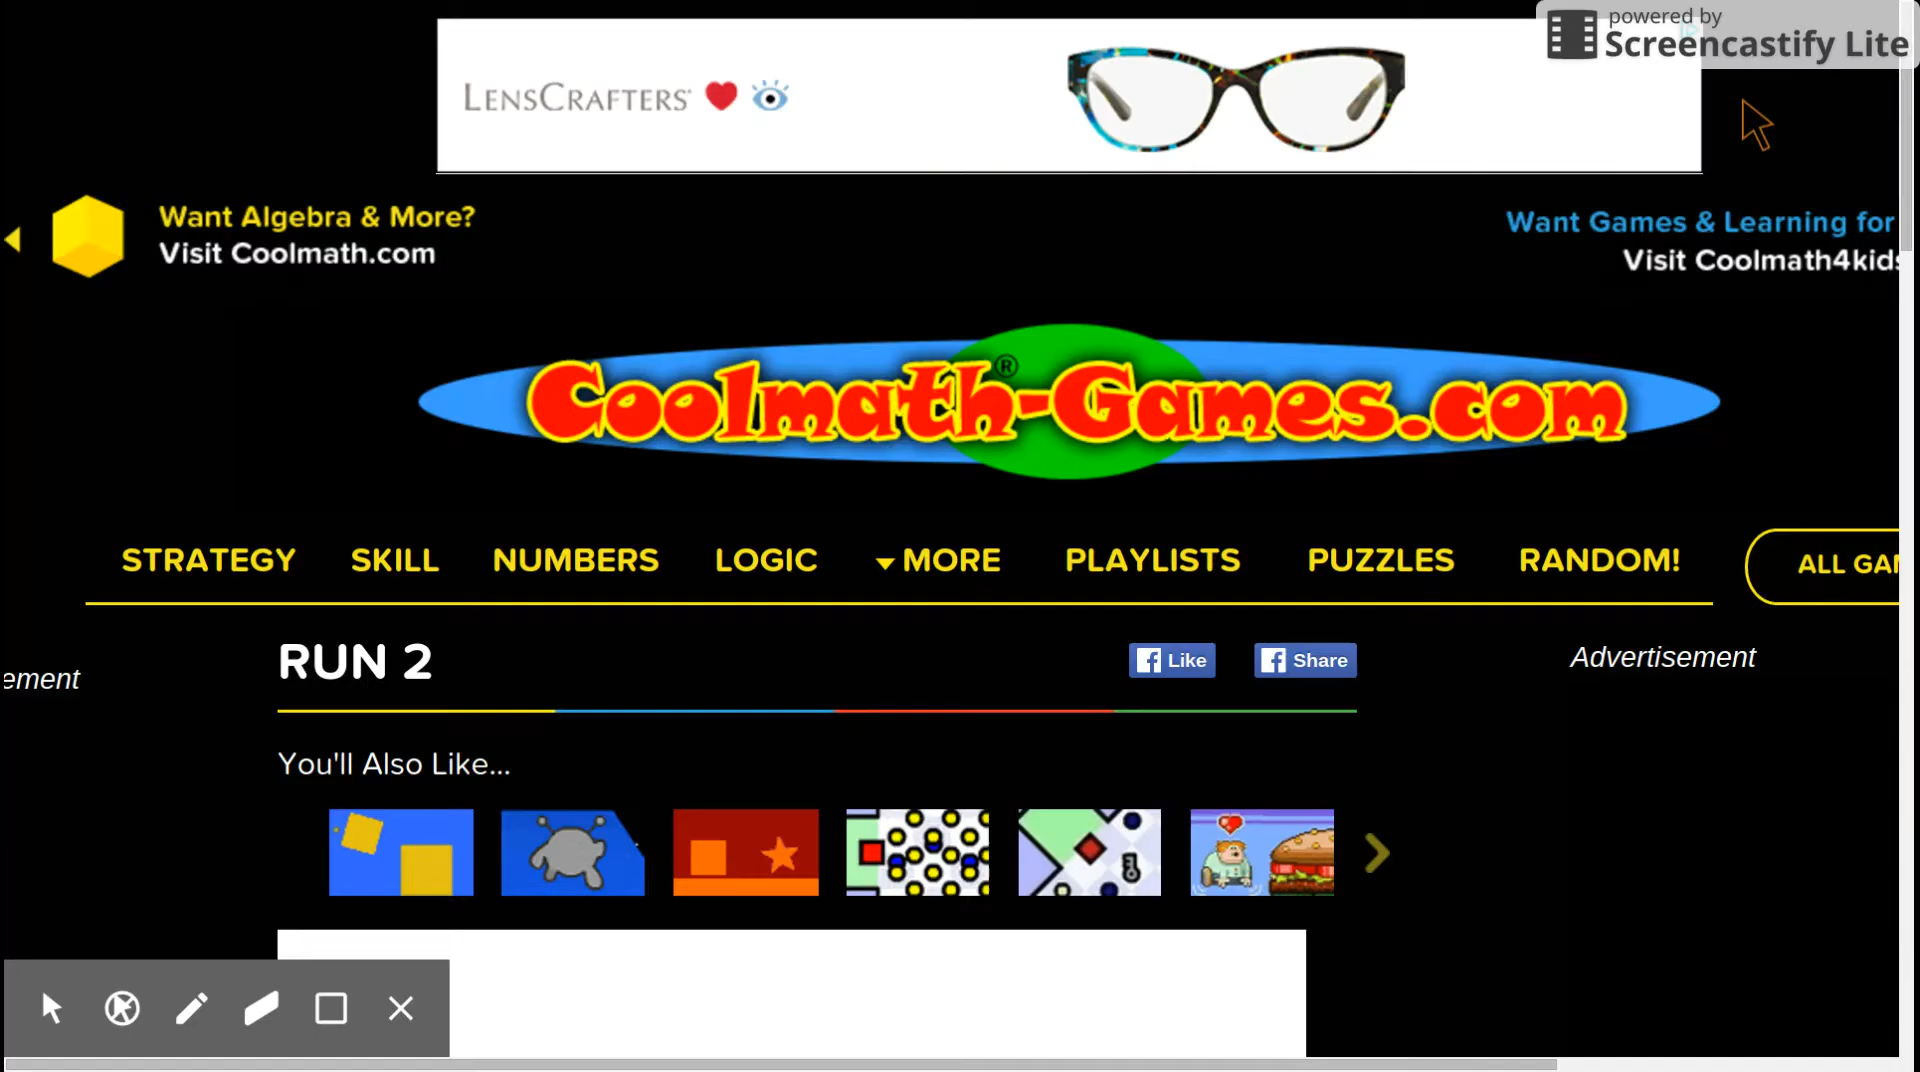 powered by
Screencastify Lite
LENSCRAFTERS
Want Algebra & More?
Visit Coolmath.com
Want Games & Learning for
Visit Coolmath4kids
Coolmath-Games.com
®
STRATEGY SKILL NUMBERS LOGIC MORE PLAYLISTS PUZZLES RANDOM! ALL GAM
RUN 2
Like
Share
Advertisement
ement
You'll Also Like...